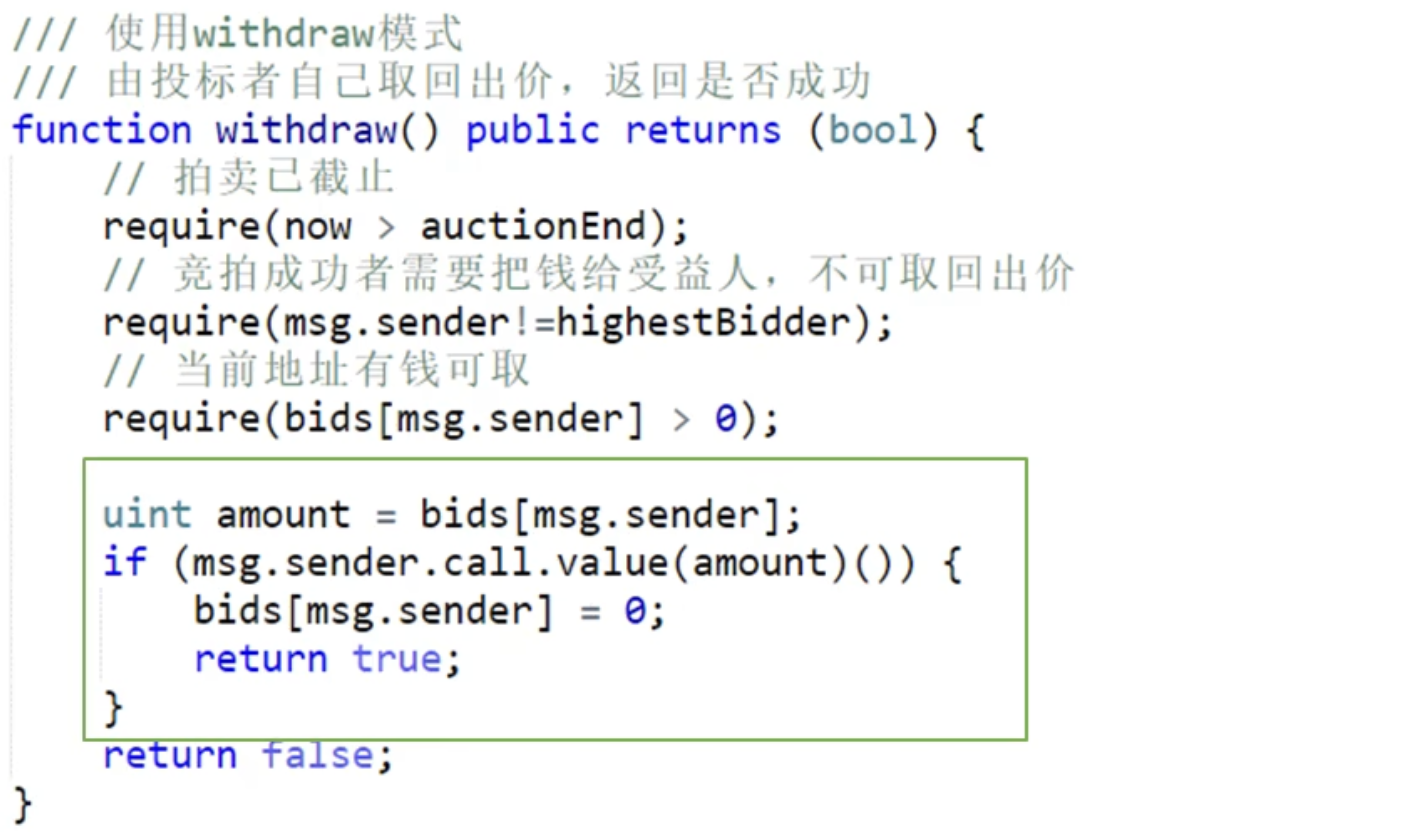 /// 使用withdraw模式
/// 由投标者自己取回出价，返回是否成功
function withdraw() public returns (bool) {
// 拍卖已截止
require(now > auctionEnd);
// 竞拍成功者需要把钱给受益人，不可取回出价
require(msg.sender!=highestBidder);
// 当前地址有钱可取
require(bids[msg.sender] > 0);
uint amount = bids[msg.sender];
if (msg.sender.call.value(amount)()) {
bids[msg.sender] = 0;
return true;
}
return false;
}